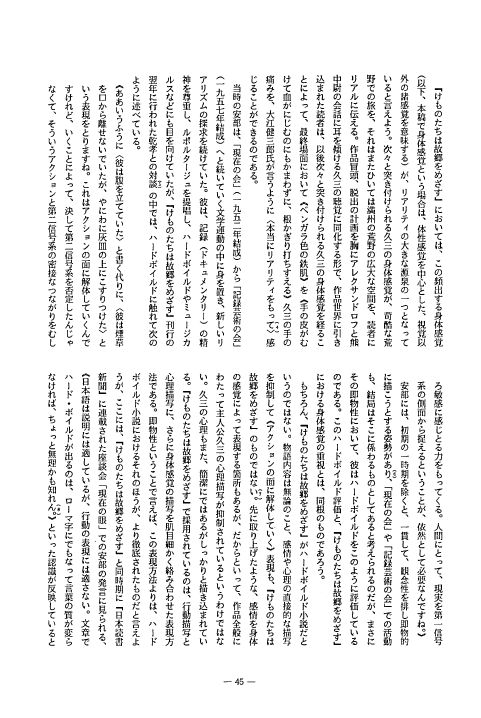 『けものたちは故郷をめざす』においては、この頻出する身体感覚
(以下、本稿で身体感覚という場合は、体性感覚を中心とした、視覚以
外の諸感覚を意味する)が、リアリティの大きな源泉の一つとなって
いると言えよう。次々と突き付けられる久三の身体感覚が、苛酷な荒
野での旅を、それはまたひいては満州の荒野の広大な空間を、読者に
リアルに伝える。作品冒頭、脱出の計画を胸にアレクサンドロフと熊
中尉の会話に耳を傾ける久三の聴覚に同化する形で、作品世界に引き
込まれた読者は、以後次々と突き付けられる久三の身体感覚を経るこ
とによって、最終場面において《ペンガラ色の鉄肌》を《手の皮がむ
けて血がにじむのにもかまわずに、根かぎり打ちすえる》久三の手の
痛みを、大江健三郎氏が言うように〈本当にリアリティをもって〉感
じることができるのである。
当時の安部は、「現在の会」(一九五二年結成)から「記録芸術の会」
(一九五七年結成)へと続いていく文学運動の中に身を置き、新しいリ
アリズムの探求を続けていた。彼は、記録(ドキュメンタリー)の精
神を尊重し、ルポルタージュを提唱し、ハードボイルドやミュージカ
ルスなどにも目を向けていたが、『けものたちは故郷をめざす』刊行の
翌年に行われた乾孝との対談の中では、ハードボイルドに触れて次の
ように述べている。
《ああいうふうに〈彼は腹を立てていた〉と書く代りに、〈彼は煙草
を口から離せないでいたが、やにわに灰皿の上にこすりつけた〉と
いう表現をとりますね。これはアクションの面に解体していくんで
すけれど、いくことによって、決して第二信号系を否定したんじゃ
なくて、そういうアクションと第二信号系の密接なつながりをむし
ろ敏感に感じとる力をもってくる。人間にとって、現実を第一信号
系の側面から捉えるということが、依然として必要なんですね。》
安部には、初期の一時期を除くと、一貫して、観念性を排し即物的
に描こうとする姿勢があり、「現在の会」や「記録芸術の会」での活動
も、結局はそこに係わるものとしてあると考えられるのだが、まさに
その即物性において、彼はハードボイルドをこのように評価している
のである。このハードボイルド評価と、『けものたちは故郷をめざす』
における身体感覚の重視とは、同根のものであろう。
もちろん、『けものたちは故郷をめざす』がハードボイルド小説だと
いうのではない。物語内容は無論のこと、感情や心理の直接的な描写
を抑制して〈アクションの面に解体していく〉表現も、『けものたちは
故郷をめざす』のものではない。先に取り上げたような、感情を身体
の感覚によって表現する箇所もあるが、だからといって、作品全般に
わたって主人公久三の心理描写が抑制されているというわけではな
い。久三の心理もまた、簡潔にではあるがしっかりと描き込まれてい
る。『けものたちは故郷をめざす』で採用されているのは、行動描写と
心理描写に、さらに身体感覚の描写を肌目細かく組み合わせた表現方
法である。即物性ということで言えば、この表現方法よりは、ハード
ボイルド小説におけるそれのほうが、より徹底されたものだと言えよ
うが、ここには、『けものたちは故郷をめざす』と同時期に『日本読書
新聞』に連載された座談会「現在の眼」での安部の発言に見られる、
《日本語は説明には適しているが、行動の表現には適さない。文章で
ハード・ボイルドが出るのは、ローマ字にでもなって言葉の質が変ら
なければ、ちょっと無理かも知れん。》といった認識が反映していると
— 45 —